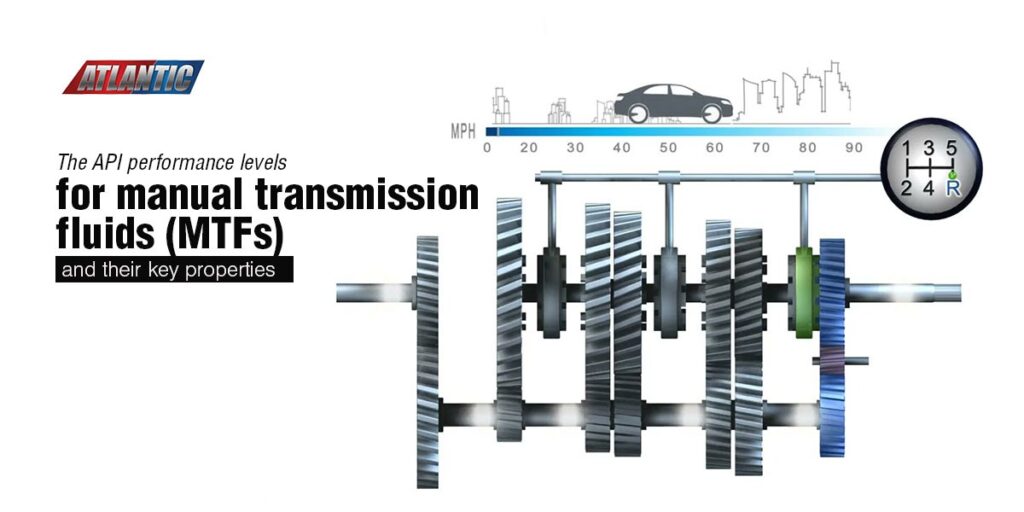 ATLANTIC
The API performance levels
for manual transmission
fluids (MTFs)
and their key properties
MPH
0 20 30 40 50 60 70 80 90
1 3 5
2 4 R